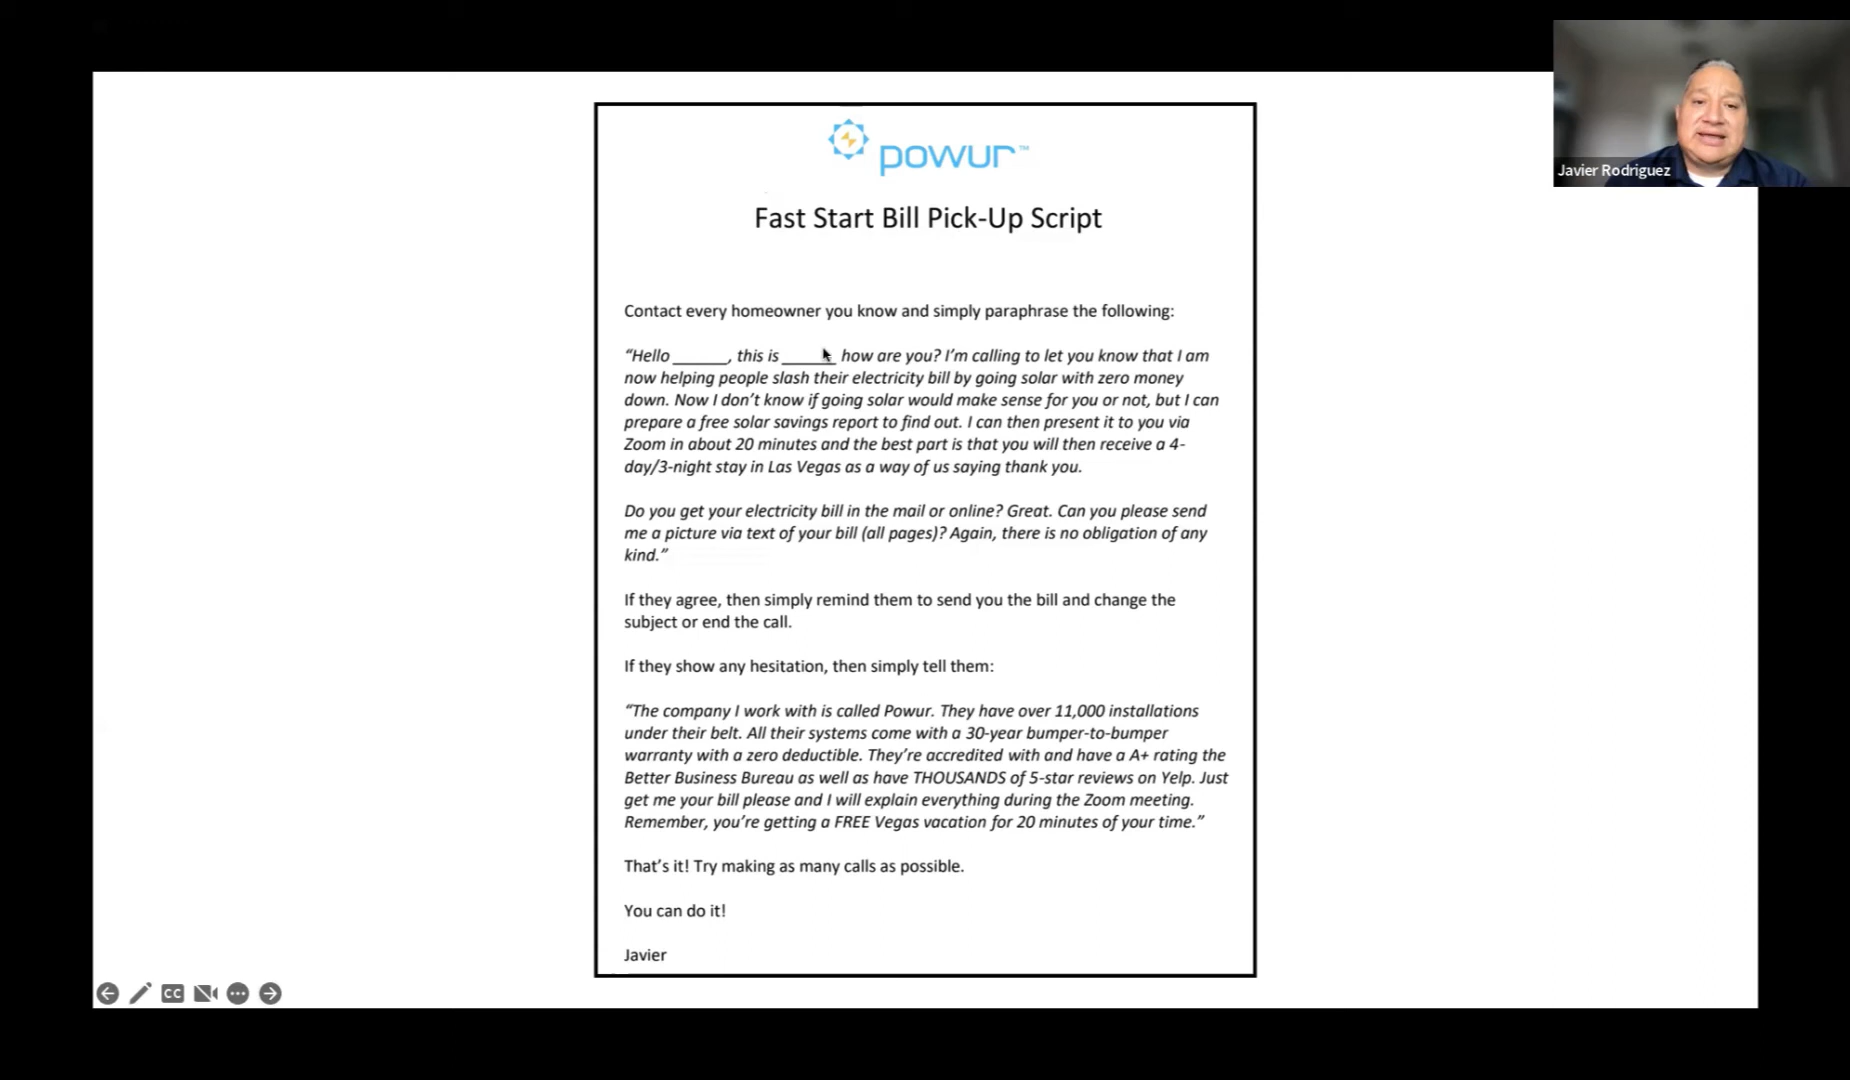 powur™
Javier Rodriguez
Fast Start Bill Pick-Up Script
Contact every homeowner you know and simply paraphrase the following:
“Hello ______, this is ______ how are you? I’m calling to let you know that I am
now helping people slash their electricity bill by going solar with zero money
down. Now I don’t know if going solar would make sense for you or not, but I can
prepare a free solar savings report to find out. I can then present it to you via
Zoom in about 20 minutes and the best part is that you will then receive a 4-
day/3-night stay in Las Vegas as a way of us saying thank you.
Do you get your electricity bill in the mail or online? Great. Can you please send
me a picture via text of your bill (all pages)? Again, there is no obligation of any
kind.”
If they agree, then simply remind them to send you the bill and change the
subject or end the call.
If they show any hesitation, then simply tell them:
“The company I work with is called Powur. They have over 11,000 installations
under their belt. All their systems come with a 30-year bumper-to-bumper
warranty with a zero deductible. They’re accredited with and have a A+ rating the
Better Business Bureau as well as have THOUSANDS of 5-star reviews on Yelp. Just
get me your bill please and I will explain everything during the Zoom meeting.
Remember, you’re getting a FREE Vegas vacation for 20 minutes of your time.”
That’s it! Try making as many calls as possible.
You can do it!
Javier
CC